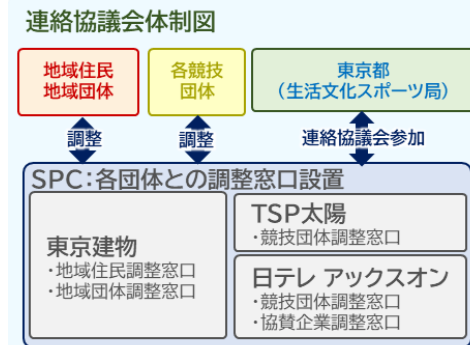 連絡協議会体制図
地域住民
地域団体
各競技
団体
東京都
（生活文化スポーツ局）
調整
調整
連絡協議会参加
SPC：各団体との調整窓口設置
東京建物
・地域住民調整窓口
・地域団体調整窓口
TSP太陽
・競技団体調整窓口
日テレ アックスオン
・競技団体調整窓口
・協賛企業調整窓口